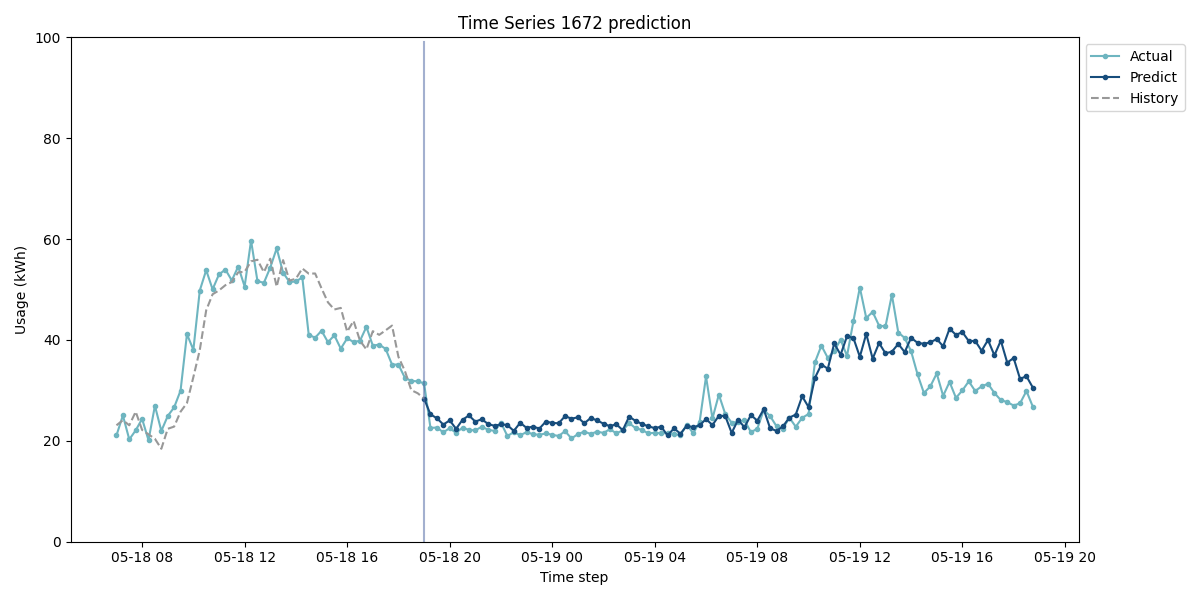 Time Series 1672 prediction
100
80
60
40
20
0
Usage (kWh)
05-18 08
05-18 12
05-18 16
05-18 20
05-19 00
05-19 04
05-19 08
05-19 12
05-19 16
05-19 20
Time step
Actual
Predict
History